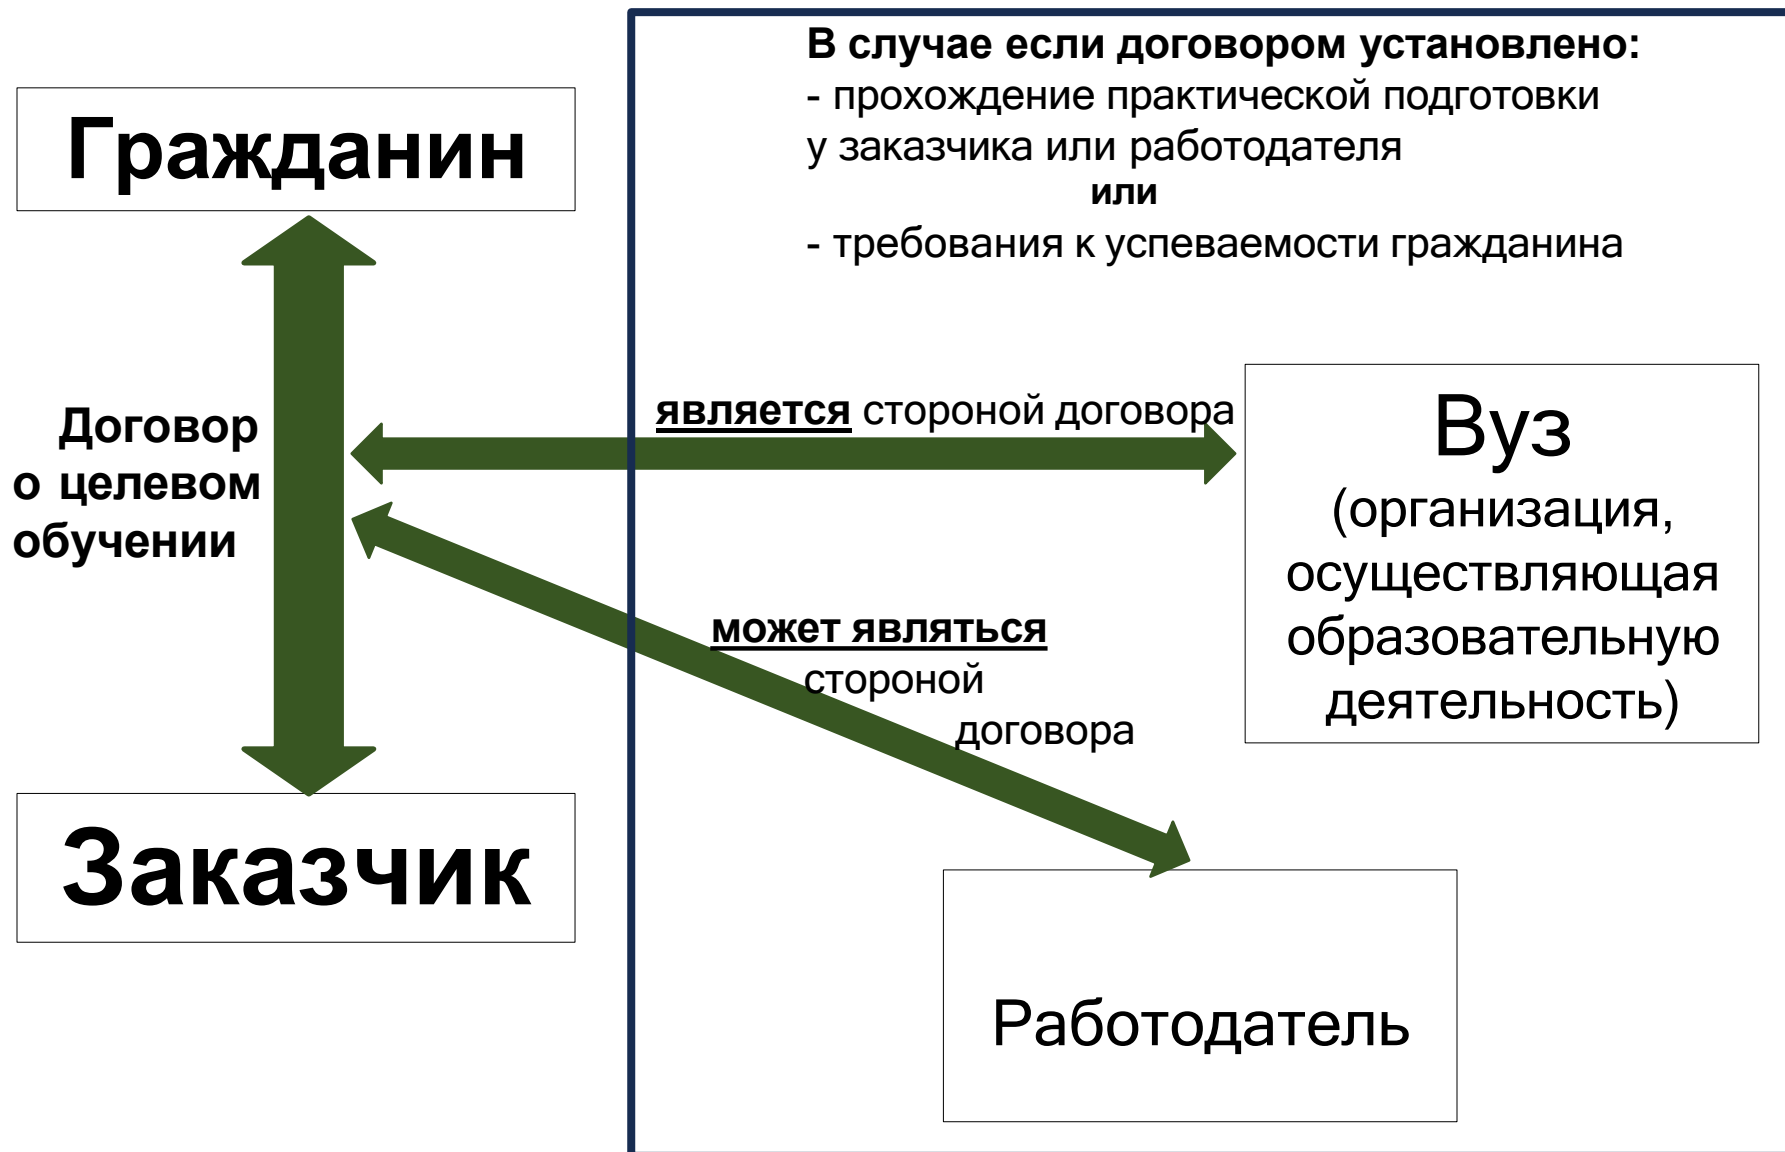 В случае если договором установлено:
- прохождение практической подготовки
у заказчика или работодателя
или
- требования к успеваемости гражданина
Гражданин
Договор
о целевом
обучении
Заказчик
является стороной договора
Вуз
(организация,
осуществляющая
образовательную
деятельность)
может являться
стороной
договора
Работодатель